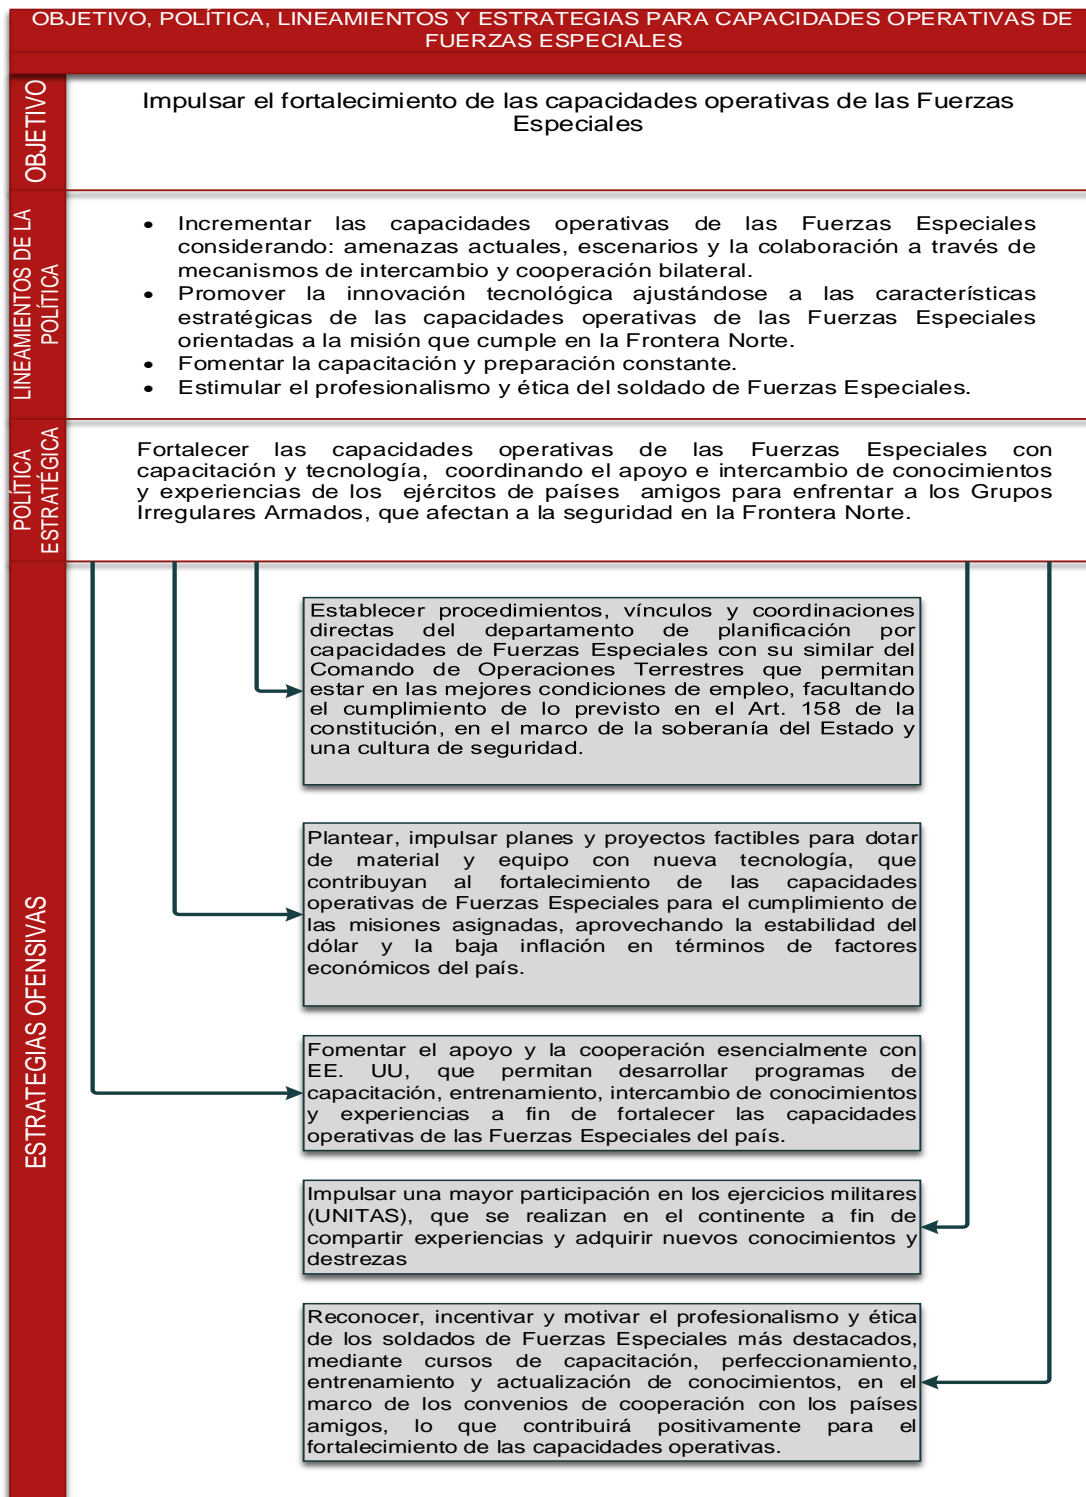 OBJETIVO, POLÍTICA, LINEAMIENTOS Y ESTRATEGIAS PARA CAPACIDADES OPERATIVAS DE
FUERZAS ESPECIALES
OBJETIVO
Impulsar el fortalecimiento de las capacidades operativas de las Fuerzas
Especiales
LINEAMIENTOS DE LA
POLÍTICA
• Incrementar las capacidades operativas de las Fuerzas Especiales
considerando: amenazas actuales, escenarios y la colaboración a través de
mecanismos de intercambio y cooperación bilateral.
• Promover la innovación tecnológica ajustándose a las características
estratégicas de las capacidades operativas de las Fuerzas Especiales
orientadas a la misión que cumple en la Frontera Norte.
• Fomentar la capacitación y preparación constante.
• Estimular el profesionalismo y ética del soldado de Fuerzas Especiales.
POLÍTICA
ESTRATÉGICA
Fortalecer las capacidades operativas de las Fuerzas Especiales con
capacitación y tecnología, coordinando el apoyo e intercambio de conocimientos
y experiencias de los ejércitos de países amigos para enfrentar a los Grupos
Irregulares Armados, que afectan a la seguridad en la Frontera Norte.
ESTRATEGIAS OFENSIVAS
Establecer procedimientos, vínculos y coordinaciones
directas del departamento de planificación por
capacidades de Fuerzas Especiales con su similar del
Comando de Operaciones Terrestres que permitan
estar en las mejores condiciones de empleo, facultando
el cumplimiento de lo previsto en el Art. 158 de la
constitución, en el marco de la soberanía del Estado y
una cultura de seguridad.
Plantear, impulsar planes y proyectos factibles para dotar
de material y equipo con nueva tecnología, que
contribuyan al fortalecimiento de las capacidades
operativas de Fuerzas Especiales para el cumplimiento de
las misiones asignadas, aprovechando la estabilidad del
dólar y la baja inflación en términos de factores
económicos del país.
Fomentar el apoyo y la cooperación esencialmente con
EE. UU, que permitan desarrollar programas de
capacitación, entrenamiento, intercambio de conocimientos
y experiencias a fin de fortalecer las capacidades
operativas de las Fuerzas Especiales del país.
Impulsar una mayor participación en los ejercicios militares
(UNITAS), que se realizan en el continente a fin de
compartir experiencias y adquirir nuevos conocimientos y
destrezas
Reconocer, incentivar y motivar el profesionalismo y ética
de los soldados de Fuerzas Especiales más destacados,
mediante cursos de capacitación, perfeccionamiento,
entrenamiento y actualización de conocimientos, en el
marco de los convenios de cooperación con los países
amigos, lo que contribuirá positivamente para el
fortalecimiento de las capacidades operativas.